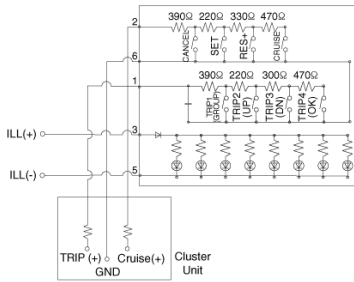 390Ω 220Ω 330Ω 470Ω
2
CANCEL
SET
RES+
CRUISE
6
390Ω 220Ω 300Ω 470Ω
1
TRIP1
(GROUP)
TRIP2
(UP)
TRIP3
(DN)
TRIP4
(OK)
ILL(+)
3
ILL(-)
5
TRIP (+)
Cruise(+)
GND
Cluster
Unit